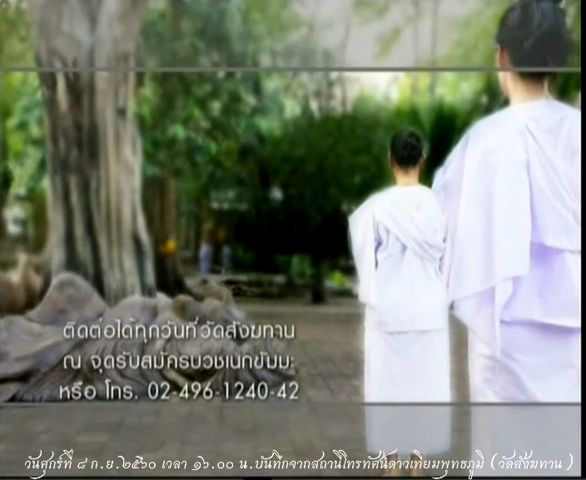 ติดต่อได้ทุกวันที่วัดสังฆทาน
ณ จุดรับสมัครบวชเนกขัมมะ
หรือ โทร. 02-496-1240-42
วันศุกร์ที่ ๘ ก.ย.๒๕๖๐ เวลา ๑๖.๐๐ น.บันทึกจากสถานีโทรทัศน์ดาวเทียมพุทธภูมิ (วัดสังฆทาน)